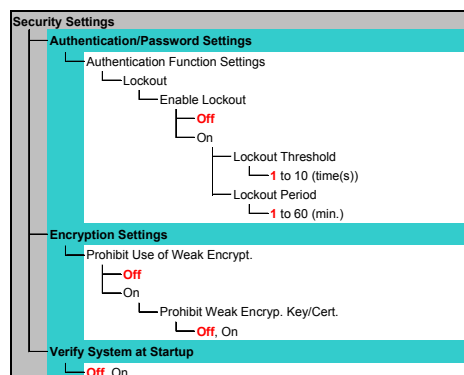 Security Settings
Authentication/Password Settings
Authentication Function Settings
Lockout
Enable Lockout
Off
On
Lockout Threshold
1 to 10 (time(s))
Lockout Period
1 to 60 (min.)
Encryption Settings
Prohibit Use of Weak Encrypt.
Off
On
Prohibit Weak Encryp. Key/Cert.
Off, On
Verify System at Startup
Off, On